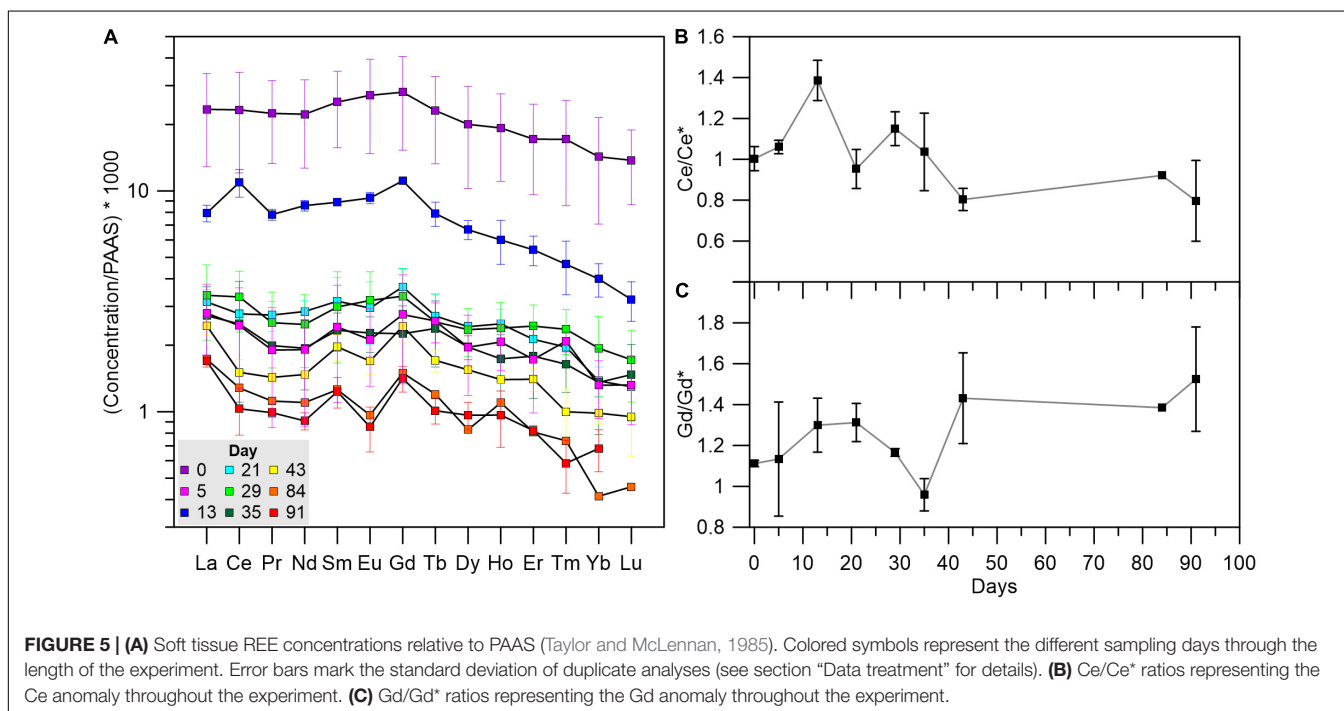 A
(Concentration/PAAS) * 1000
10
1
Day
0 21 43
5 29 84
13 35 91
La Ce Pr Nd Sm Eu Gd Tb Dy Ho Er Tm Yb Lu
B
Ce/Ce*
1.6
1.4
1.2
1
0.8
0.6
C
Gd/Gd*
1.8
1.6
1.4
1.2
1
0.8
0 10 20 30 40 50 60 70 80 90 100
Days
FIGURE 5 | (A) Soft tissue REE concentrations relative to PAAS (Taylor and McLennan, 1985). Colored symbols represent the different sampling days through the
length of the experiment. Error bars mark the standard deviation of duplicate analyses (see section “Data treatment” for details). (B) Ce/Ce* ratios representing the
Ce anomaly throughout the experiment. (C) Gd/Gd* ratios representing the Gd anomaly throughout the experiment.